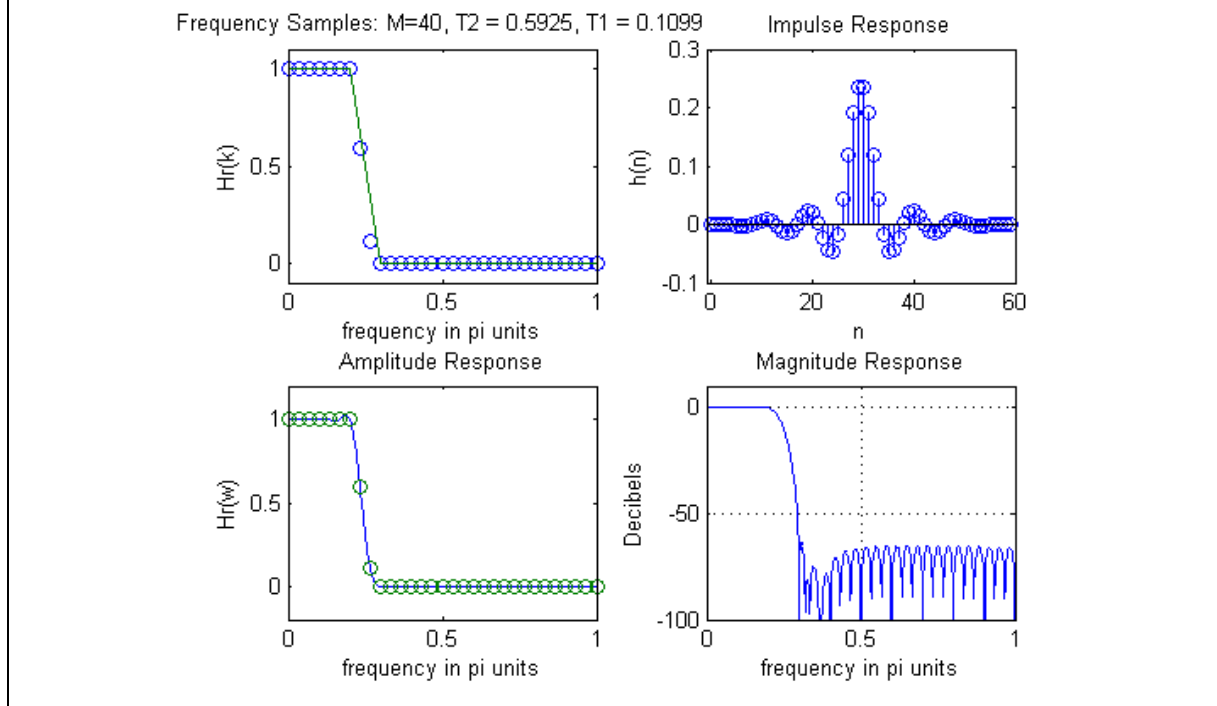 Frequency Samples: M=40, T2 = 0.5925, T1 = 0.1099
1
0.5
0
Hr(k)
0
0.5
1
frequency in pi units
Impulse Response
0.3
0.2
0.1
0
-0.1
h(n)
0
20
40
60
n
Amplitude Response
1
0.5
0
Hr(w)
0
0.5
1
frequency in pi units
Magnitude Response
0
-50
-100
Decibels
0
0.5
1
frequency in pi units